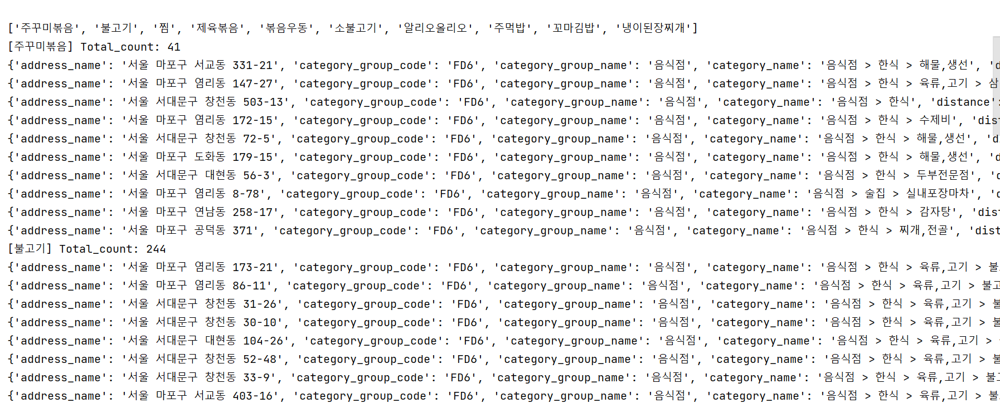 ['주꾸미볶음', '불고기', '찜', '제육볶음', '볶음우동', '소불고기', '알리오올리오', '주먹밥', '꼬마김밥', '냉이된장찌개']
[주꾸미볶음] Total_count: 41
{'address_name': '서울 마포구 서교동 331-21', 'category_group_code': 'FD6', 'category_group_name': '음식점', 'category_name': '음식점 > 한식 > 해물,생선', 'd
{'address_name': '서울 마포구 염리동 147-27', 'category_group_code': 'FD6', 'category_group_name': '음식점', 'category_name': '음식점 > 한식 > 육류,고기 > 삼
{'address_name': '서울 서대문구 창천동 503-13', 'category_group_code': 'FD6', 'category_group_name': '음식점', 'category_name': '음식점 > 한식', 'distance':
{'address_name': '서울 마포구 염리동 172-15', 'category_group_code': 'FD6', 'category_group_name': '음식점', 'category_name': '음식점 > 한식 > 수제비', 'dist
{'address_name': '서울 서대문구 창천동 72-5', 'category_group_code': 'FD6', 'category_group_name': '음식점', 'category_name': '음식점 > 한식 > 해물,생선', 'di
{'address_name': '서울 마포구 도화동 179-15', 'category_group_code': 'FD6', 'category_group_name': '음식점', 'category_name': '음식점 > 한식 > 해물,생선', 'd
{'address_name': '서울 서대문구 대현동 56-3', 'category_group_code': 'FD6', 'category_group_name': '음식점', 'category_name': '음식점 > 한식 > 두부전문점', 'd
{'address_name': '서울 마포구 염리동 8-78', 'category_group_code': 'FD6', 'category_group_name': '음식점', 'category_name': '음식점 > 술집 > 실내포장마차', 'd
{'address_name': '서울 마포구 연남동 258-17', 'category_group_code': 'FD6', 'category_group_name': '음식점', 'category_name': '음식점 > 한식 > 감자탕', 'dist
{'address_name': '서울 마포구 공덕동 371', 'category_group_code': 'FD6', 'category_group_name': '음식점', 'category_name': '음식점 > 한식 > 찌개,전골', 'dist
[불고기] Total_count: 244
{'address_name': '서울 마포구 염리동 173-21', 'category_group_code': 'FD6', 'category_group_name': '음식점', 'category_name': '음식점 > 한식 > 육류,고기 > 불
{'address_name': '서울 마포구 염리동 86-11', 'category_group_code': 'FD6', 'category_group_name': '음식점', 'category_name': '음식점 > 한식 > 육류,고기 > 불고
{'address_name': '서울 서대문구 창천동 31-26', 'category_group_code': 'FD6', 'category_group_name': '음식점', 'category_name': '음식점 > 한식 > 육류,고기 > 불
{'address_name': '서울 서대문구 창천동 30-10', 'category_group_code': 'FD6', 'category_group_name': '음식점', 'category_name': '음식점 > 한식 > 육류,고기 > 불
{'address_name': '서울 서대문구 대현동 104-26', 'category_group_code': 'FD6', 'category_group_name': '음식점', 'category_name': '음식점 > 한식 > 육류,고기 >
{'address_name': '서울 서대문구 창천동 52-48', 'category_group_code': 'FD6', 'category_group_name': '음식점', 'category_name': '음식점 > 한식 > 육류,고기 > 불
{'address_name': '서울 서대문구 창천동 33-9', 'category_group_code': 'FD6', 'category_group_name': '음식점', 'category_name': '음식점 > 한식 > 육류,고기 > 불고
{'address_name': '서울 마포구 서교동 403-16', 'category_group_code': 'FD6', 'category_group_name': '음식점', 'category_name': '음식점 > 한식 > 육류,고기 > 불